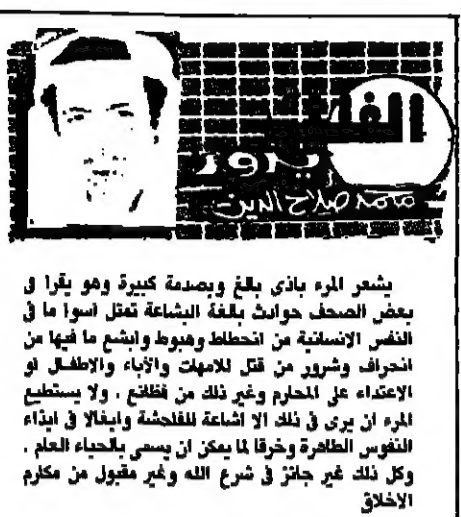 الفلك
يدور
محمد صلاح الدين
يشعر المرء باذي بالغ وبصدمة كبيرة وهو يقرا في
بعض الصحف حوادث بالغة البشاعة تمثل اسوا ما في
النفس الانسانية من انحطاط وهبوط وابشع ما فيها من
انحراف وشرور من قتل للامهات والآباء والاطفال او
الاعتداء على المحارم وغير ذلك من فظائع . ولا يستطيع
المرء ان يرى في ذلك الا اشاعة للفاحشة وايغالا في ايذاء
النفوس الطاهرة وخرقا لما يمكن ان يسمى بالحياء العام .
وكل ذلك غير جائز في شرع الله وغير مقبول من مكارم
الاخلاق